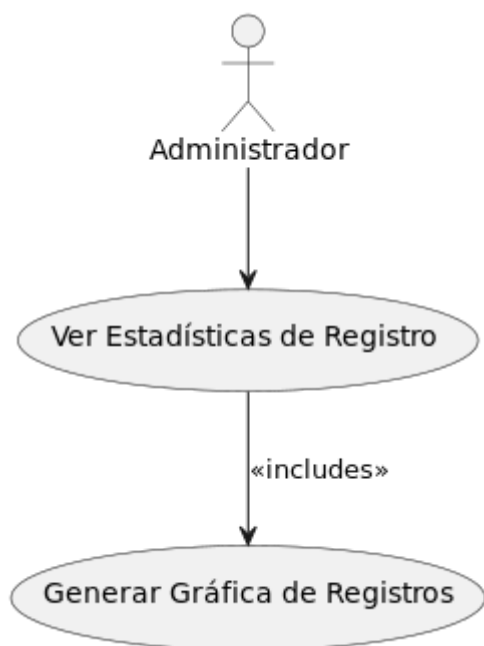 Administrador
Ver Estadísticas de Registro
«includes»
Generar Gráfica de Registros